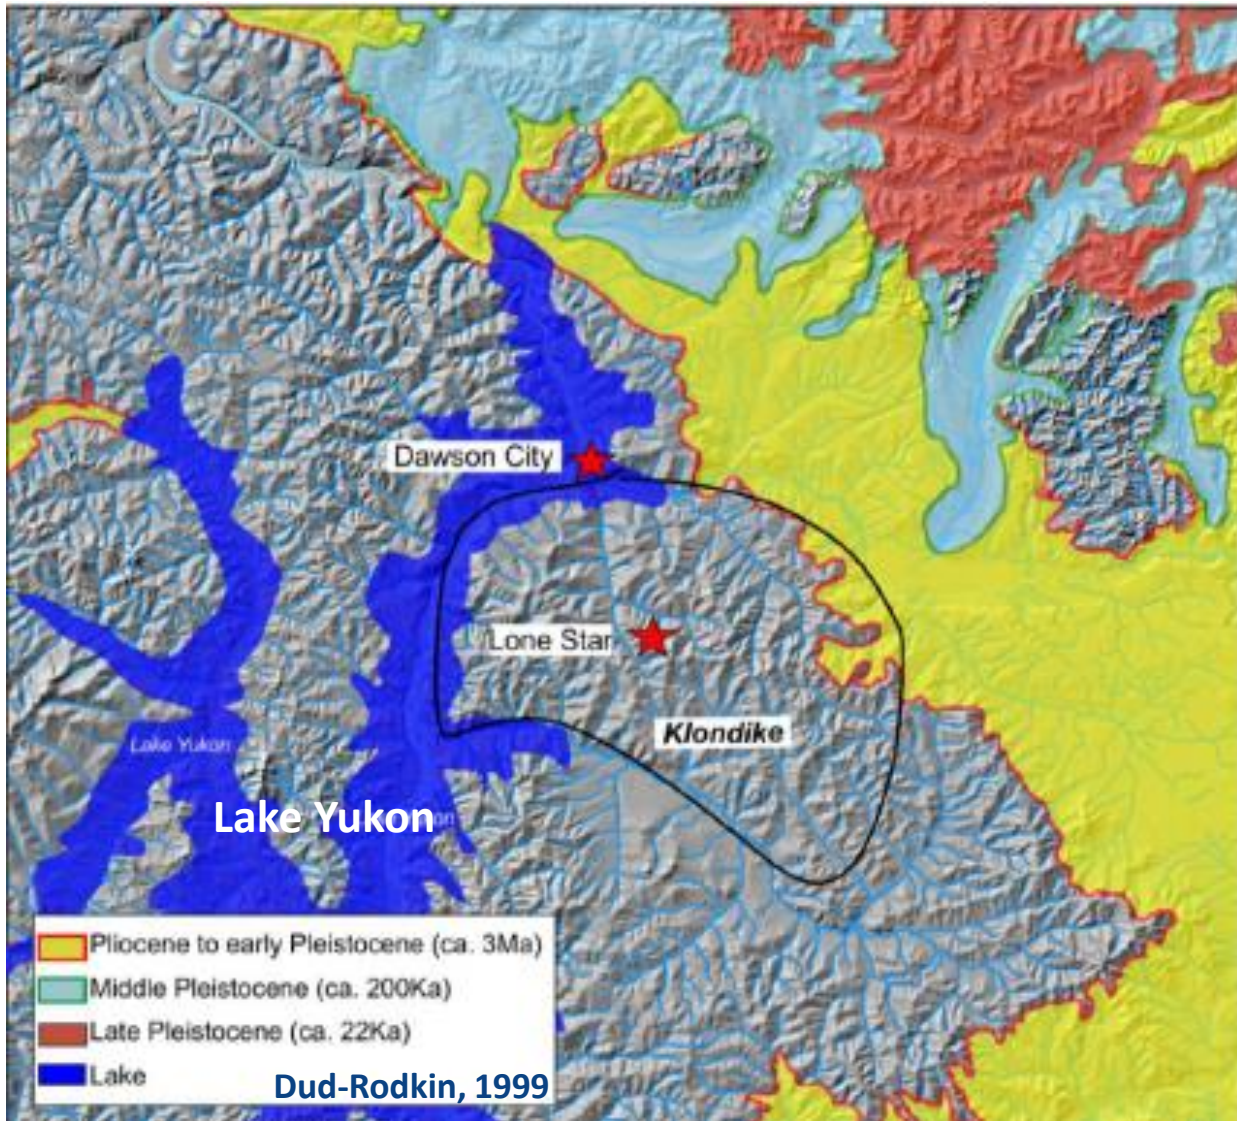 Dawson City
Lone Star
Klondike
Lake Yukon
Lake Yukon
on
Pliocene to early Pleistocene (ca. 3Ma)
Middle Pleistocene (ca. 200Ka)
Late Pleistocene (ca. 22Ka)
Lake
Dud-Rodkin, 1999